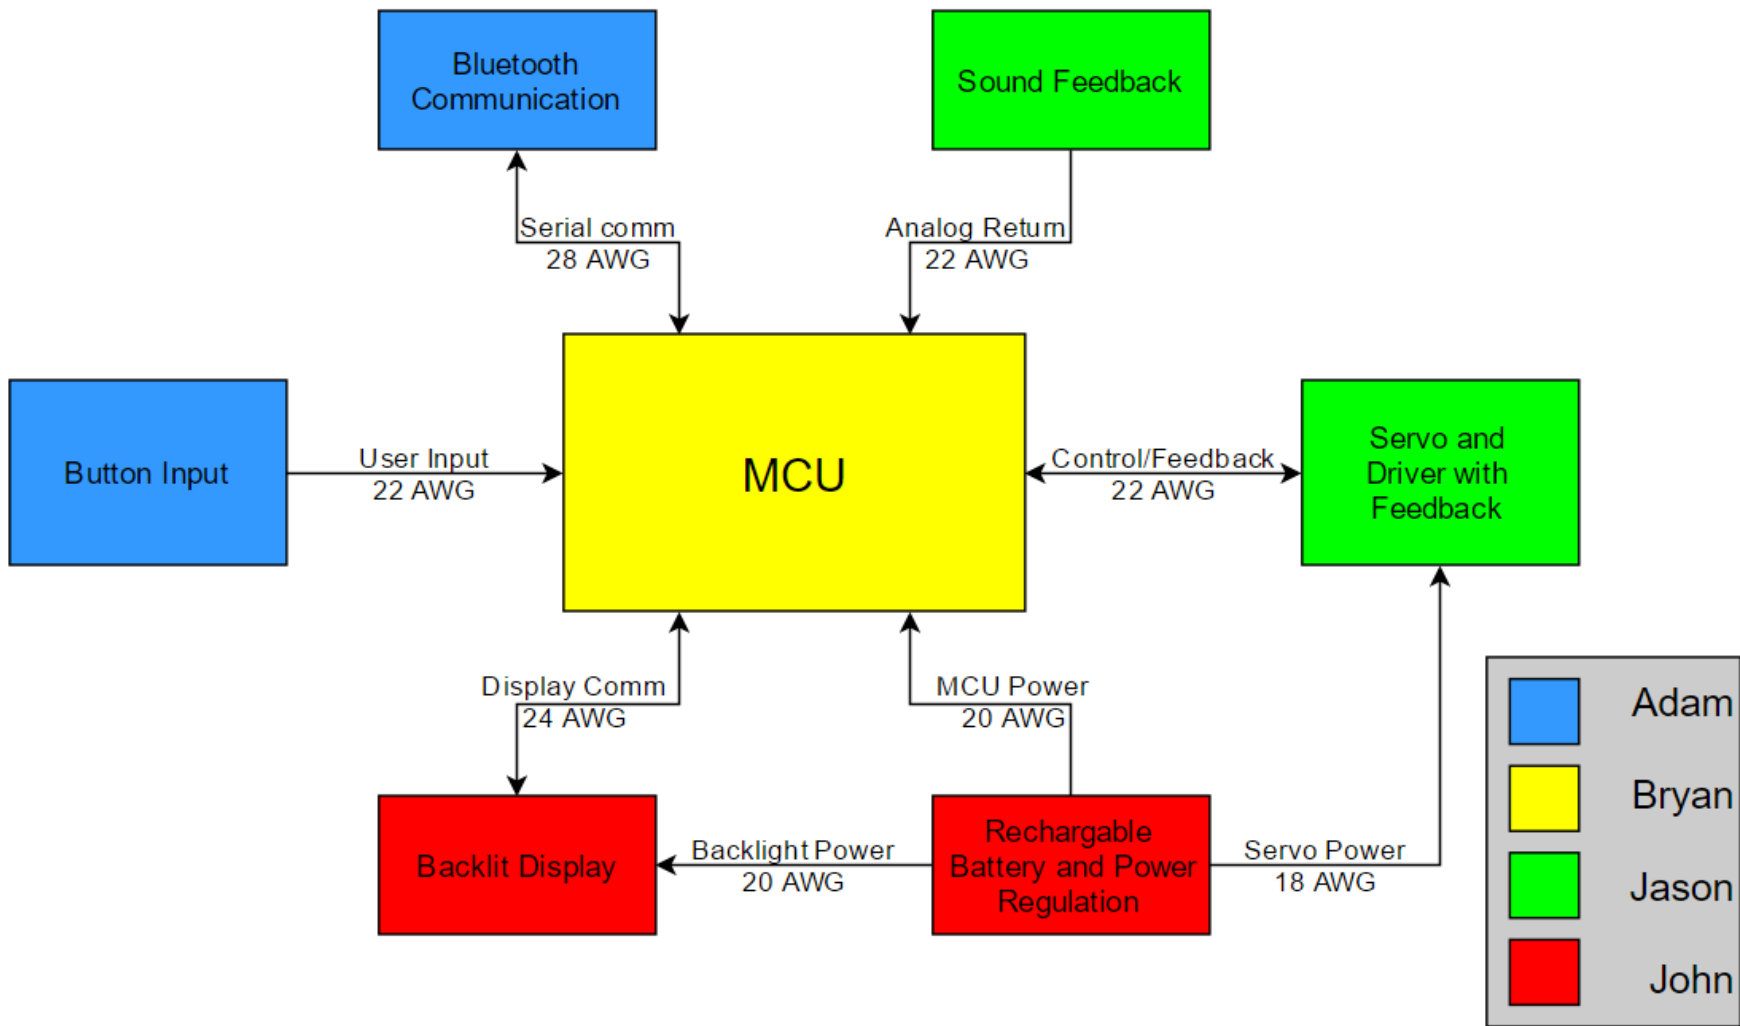 Bluetooth
Communication
Sound Feedback
Serial comm
28 AWG
Analog Return
22 AWG
Button Input
User Input
22 AWG
MCU
Control/Feedback
22 AWG
Servo and
Driver with
Feedback
Display Comm
24 AWG
MCU Power
20 AWG
Backlit Display
Backlight Power
20 AWG
Rechargable
Battery and Power
Regulation
Servo Power
18 AWG
Adam
Bryan
Jason
John